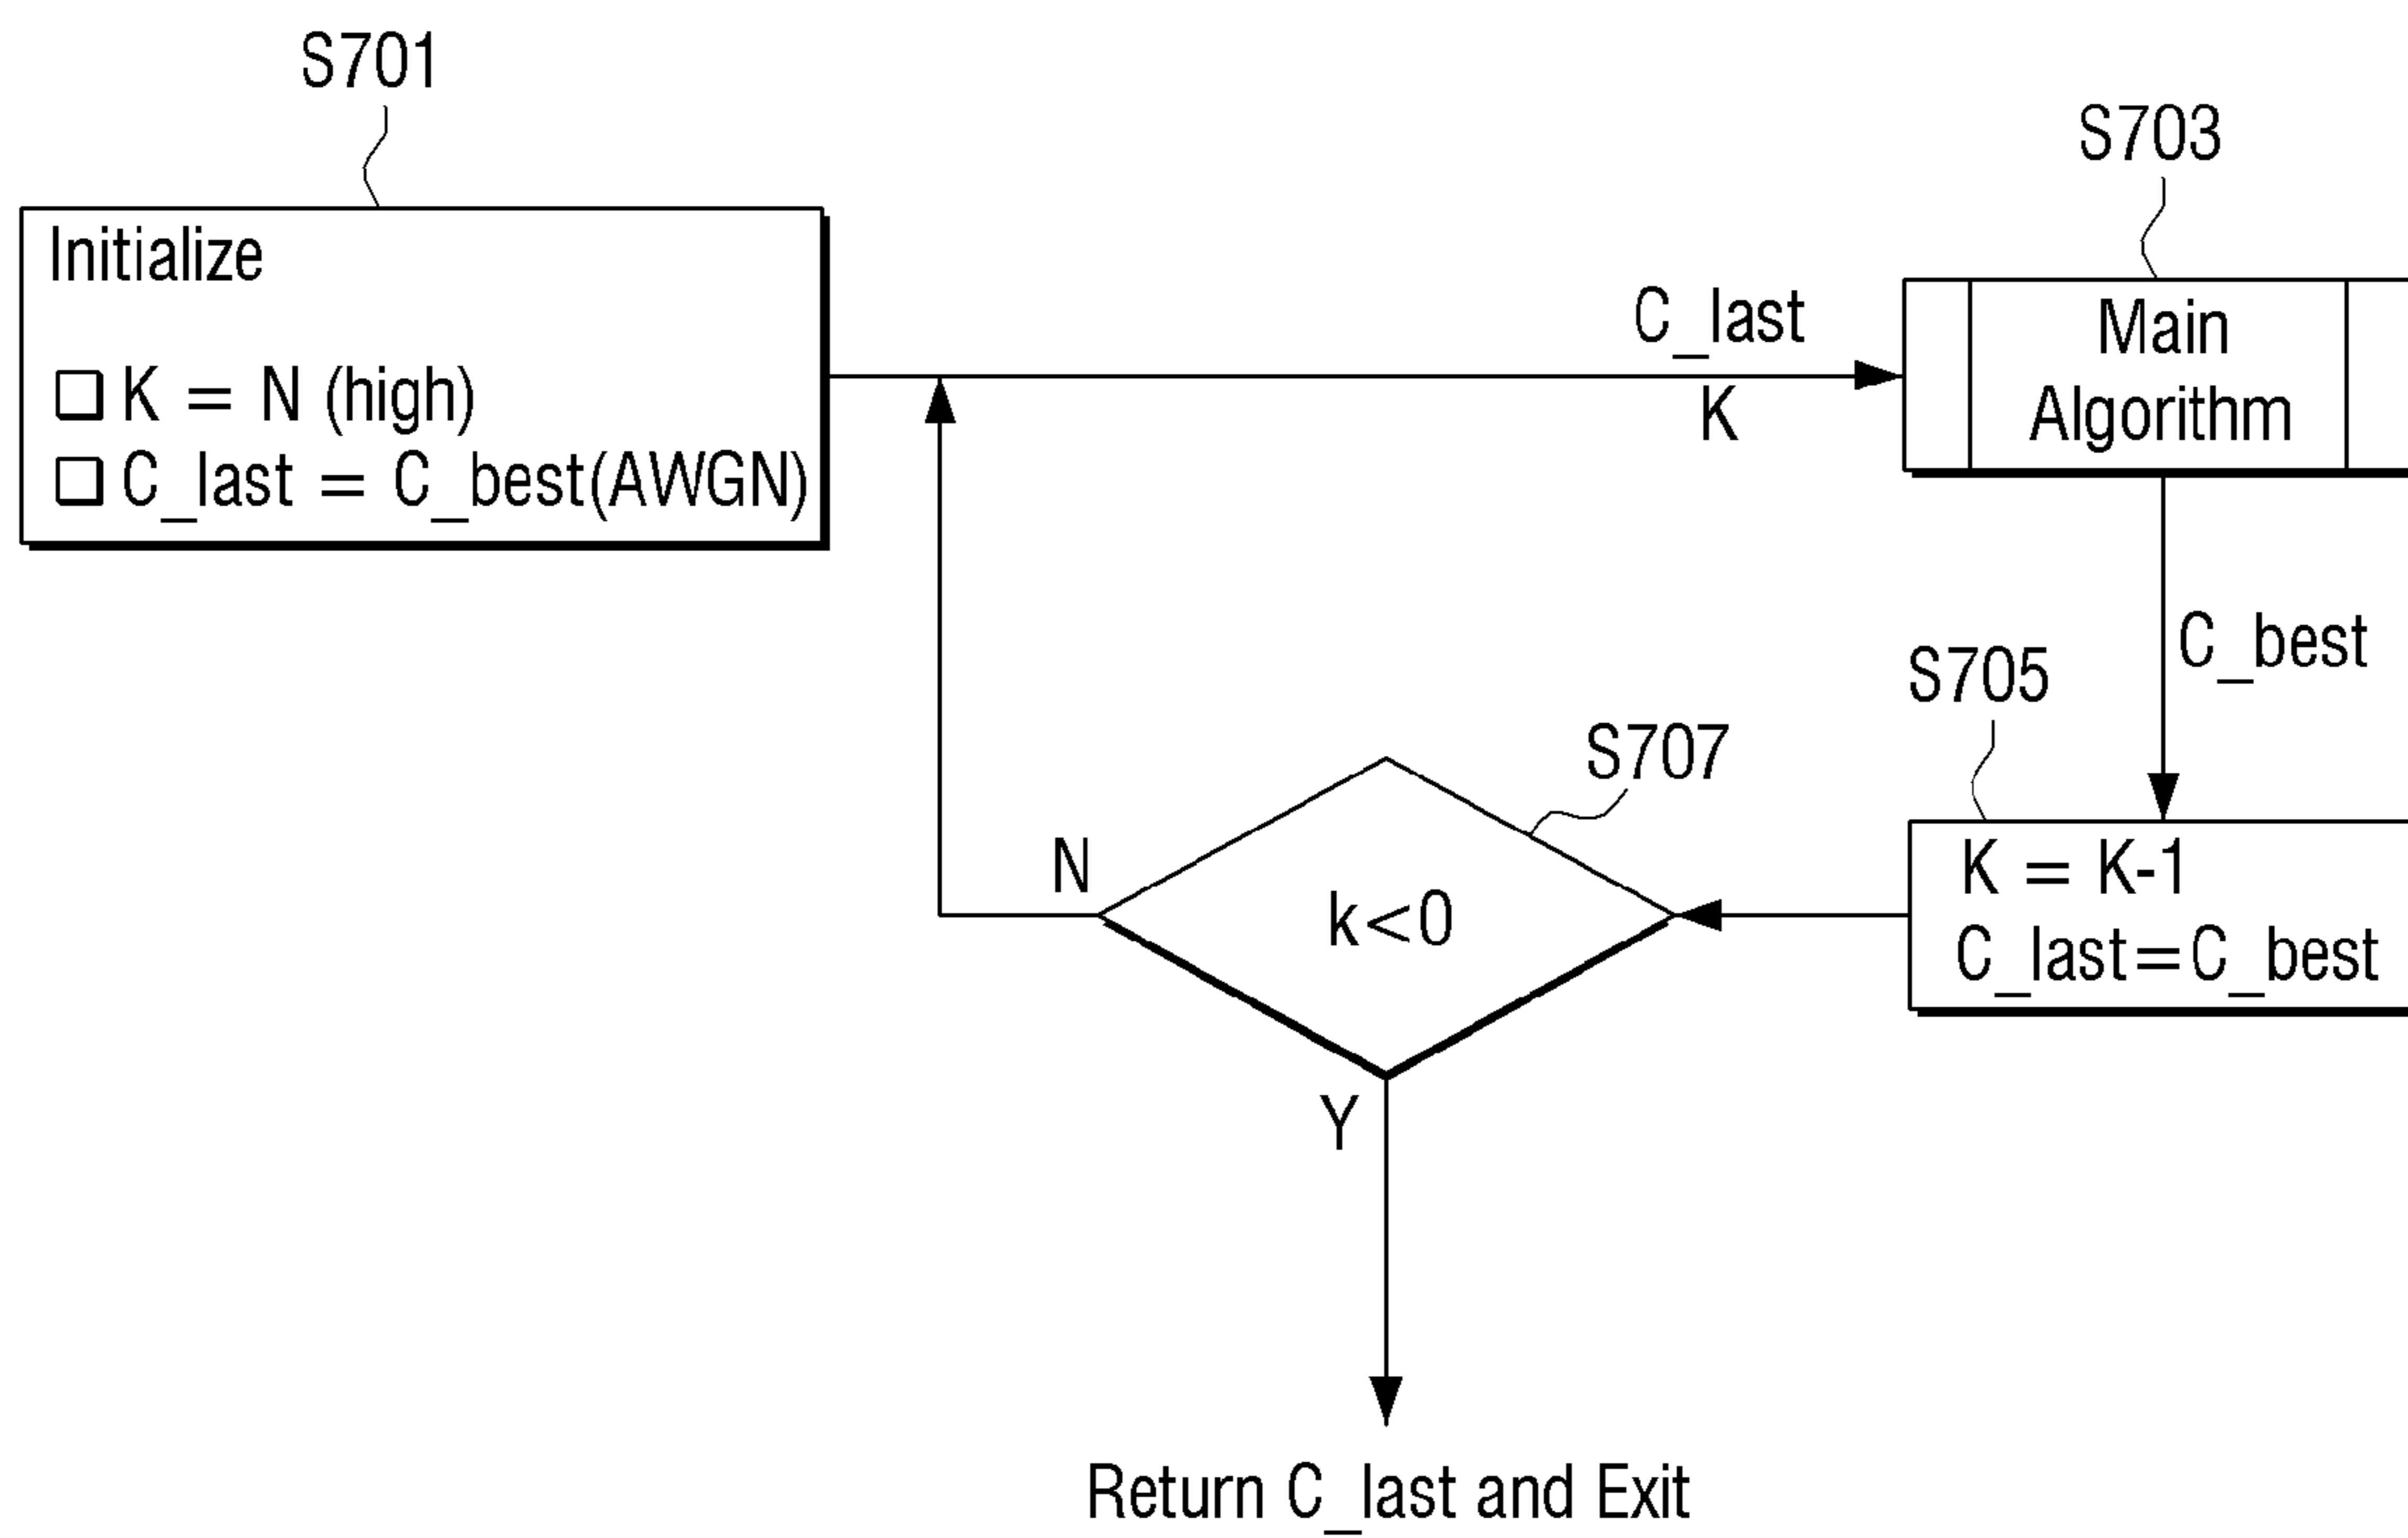 S701
Initialize
K = N (high)
C_last = C_best(AWGN)
C_last
K
S703
Main
Algorithm
C_best
S705
K = K-1
C_last=C_best
S707
k<0
N
Y
Return C_last and Exit